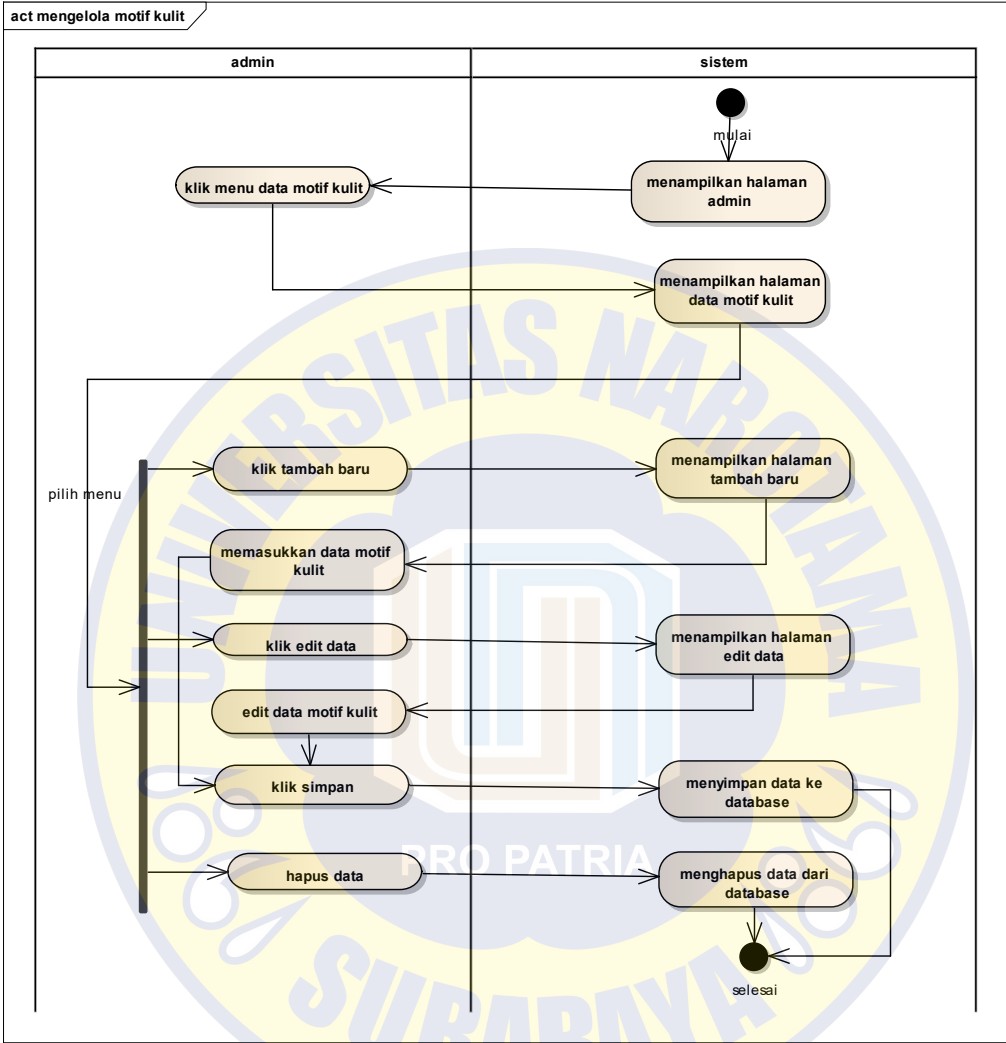 act mengelola motif kulit
admin
sistem
mulai
menampilkan halaman
admin
klik menu data motif kulit
menampilkan halaman
data motif kulit
pilih menu
klik tambah baru
menampilkan halaman
tambah baru
memasukkan data motif
kulit
klik edit data
menampilkan halaman
edit data
edit data motif kulit
klik simpan
menyimpan data ke
database
hapus data
menghapus data dari
database
selesai
UNIVERSITAS NAROTAMA
PRO PATRIA
SURABAYA